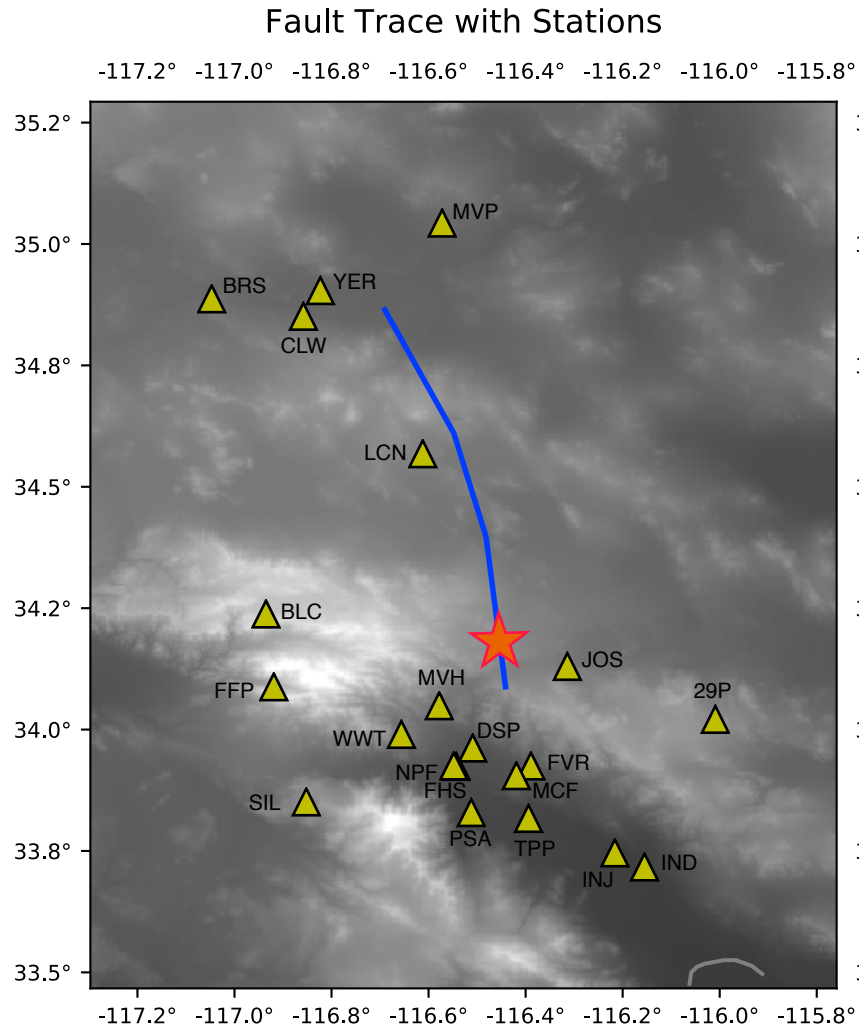 Fault Trace with Stations
-117.2° -117.0° -116.8° -116.6° -116.4° -116.2° -116.0° -115.8°
35.2°
MVP
35.0°
BRS YER
CLW
34.8°
LCN
34.5°
34.2°
BLC
JOS
FFP MVH 29P
34.0°
WWT DSP
NPF FVR
FHS MCF
SIL
PSA TPP
33.8°
INJ IND
33.5°
-117.2° -117.0° -116.8° -116.6° -116.4° -116.2° -116.0° -115.8°